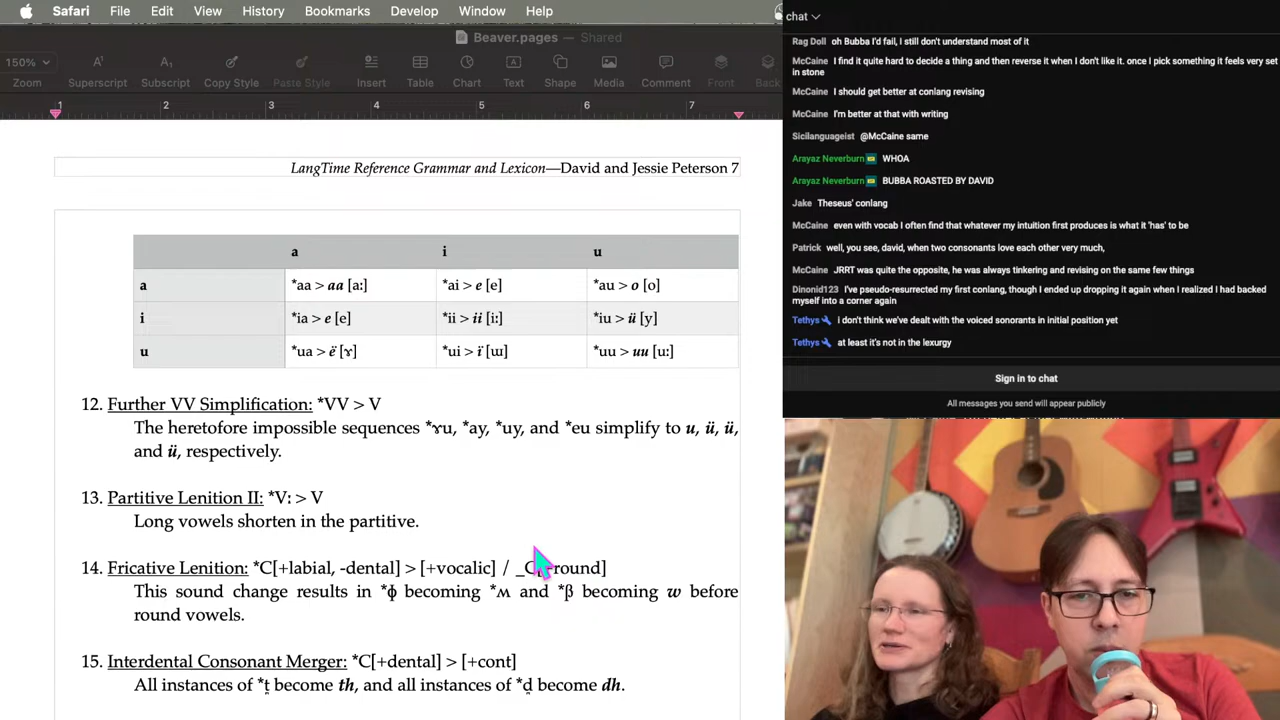 Safari File Edit View History Bookmarks Develop Window Help
Beaver.pages — Shared
150%
Zoom Superscript Subscript Copy Style Paste Style Insert Table Chart Text Shape Media Comment Front Back
1 2 3 4 5 6 7
LangTime Reference Grammar and Lexicon—David and Jessie Peterson 7
a i u
a *aa > aa [aː] *ai > e [e] *au > o [o]
i *ia > e [e] *ii > ii [iː] *iu > ü [y]
u *ua > ë [ɤ] *ui > ï [ɯ] *uu > uu [uː]
12. Further VV Simplification: *VV > V
The heretofore impossible sequences *ɤu, *ay, *uy, and *eu simplify to u, ü, ü,
and ü, respectively.
13. Partitive Lenition II: *Vː > V
Long vowels shorten in the partitive.
14. Fricative Lenition: *C[+labial, -dental] > [+vocalic] / _ round]
This sound change results in *ɸ becoming *ʍ and *β becoming w before
round vowels.
15. Interdental Consonant Merger: *C[+dental] > [+cont]
All instances of *t̪ become th, and all instances of *d̪ become dh.
chat
Rag Doll oh Bubba I'd fail, I still don't understand most of it
McCaine I find it quite hard to decide a thing and then reverse it when I don't like it. once I pick something it feels very set
in stone
McCaine I should get better at conlang revising
McCaine I'm better at that with writing
Sicilanguageist @McCaine same
Arayaz Neverburn WHOA
Arayaz Neverburn BUBBA ROASTED BY DAVID
Jake Theseus' conlang
McCaine even with vocab I often find that whatever my intuition first produces is what it 'has' to be
Patrick well, you see, david, when two consonants love each other very much,
McCaine JRRT was quite the opposite, he was always tinkering and revising on the same few things
Dinonid123 I've pseudo-resurrected my first conlang, though I ended up dropping it again when I realized I had backed
myself into a corner again
Tethys i don't think we've dealt with the voiced sonorants in initial position yet
Tethys at least it's not in the lexurgy
Sign in to chat
All messages you send will appear publicly